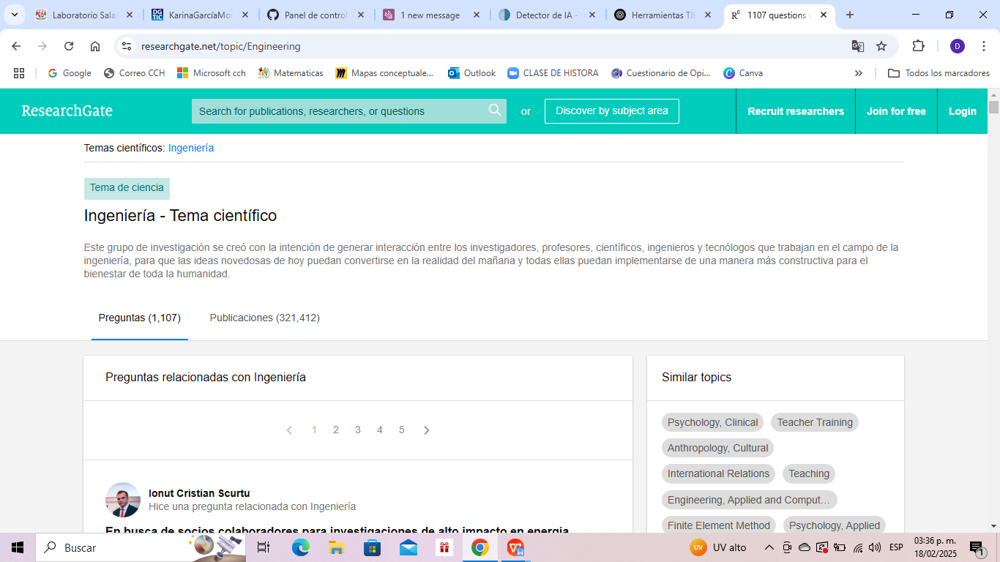 Laboratorio Sala
KarinaGarcíaMor
Panel de control
1 new message
Detector de IA -
Herramientas TI
1107 questions
researchgate.net/topic/Engineering
D
Google
Correo CCH
Microsoft cch
Matematicas
Mapas conceptuale...
Outlook
CLASE DE HISTORA
Cuestionario de Opi...
Canva
Todos los marcadores
ResearchGate
Search for publications, researchers, or questions
or
Discover by subject area
Recruit researchers
Join for free
Login
Temas científicos: Ingeniería
Tema de ciencia
Ingeniería - Tema científico
Este grupo de investigación se creó con la intención de generar interacción entre los investigadores, profesores, científicos, ingenieros y tecnólogos que trabajan en el campo de la
ingeniería, para que las ideas novedosas de hoy puedan convertirse en la realidad del mañana y todas ellas puedan implementarse de una manera más constructiva para el
bienestar de toda la humanidad.
Preguntas (1,107)
Publicaciones (321,412)
Preguntas relacionadas con Ingeniería
1 2 3 4 5
Ionut Cristian Scurtu
Hice una pregunta relacionada con Ingeniería
En busca de socios colaboradores para investigaciones de alto impacto en energía
Similar topics
Psychology, Clinical
Teacher Training
Anthropology, Cultural
International Relations
Teaching
Engineering, Applied and Comput...
Finite Element Method
Psychology, Applied
Buscar
UV
UV alto
ESP
03:36 p. m.
18/02/2025
1